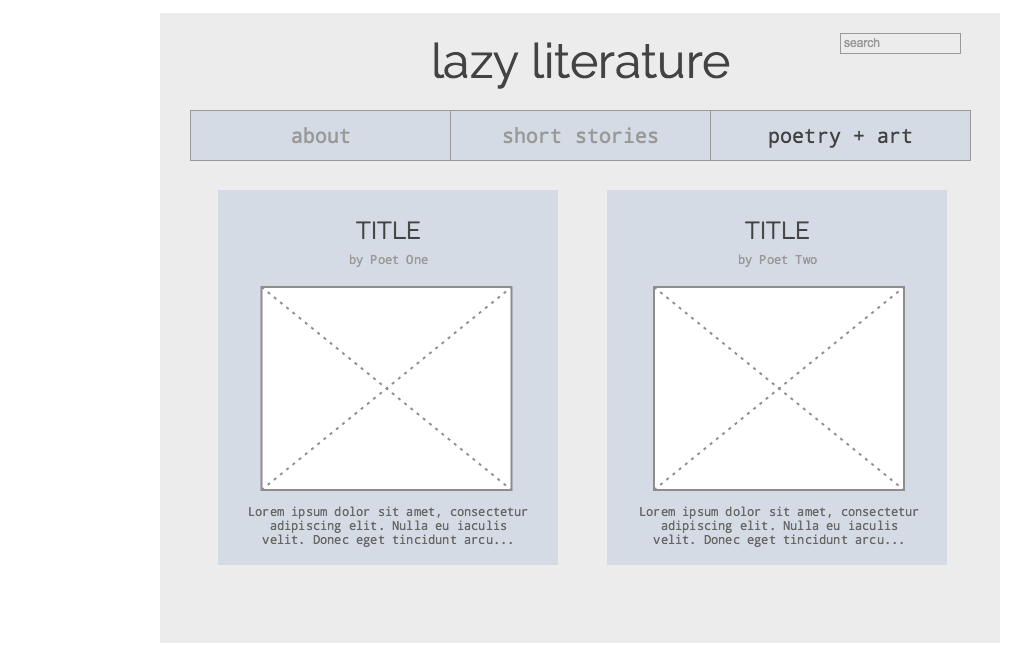 lazy literature
search
about
short stories
poetry + art
TITLE
by Poet One
Lorem ipsum dolor sit amet, consectetur
adipiscing elit. Nulla eu iaculis
velit. Donec eget tincidunt arcu...
TITLE
by Poet Two
Lorem ipsum dolor sit amet, consectetur
adipiscing elit. Nulla eu iaculis
velit. Donec eget tincidunt arcu...